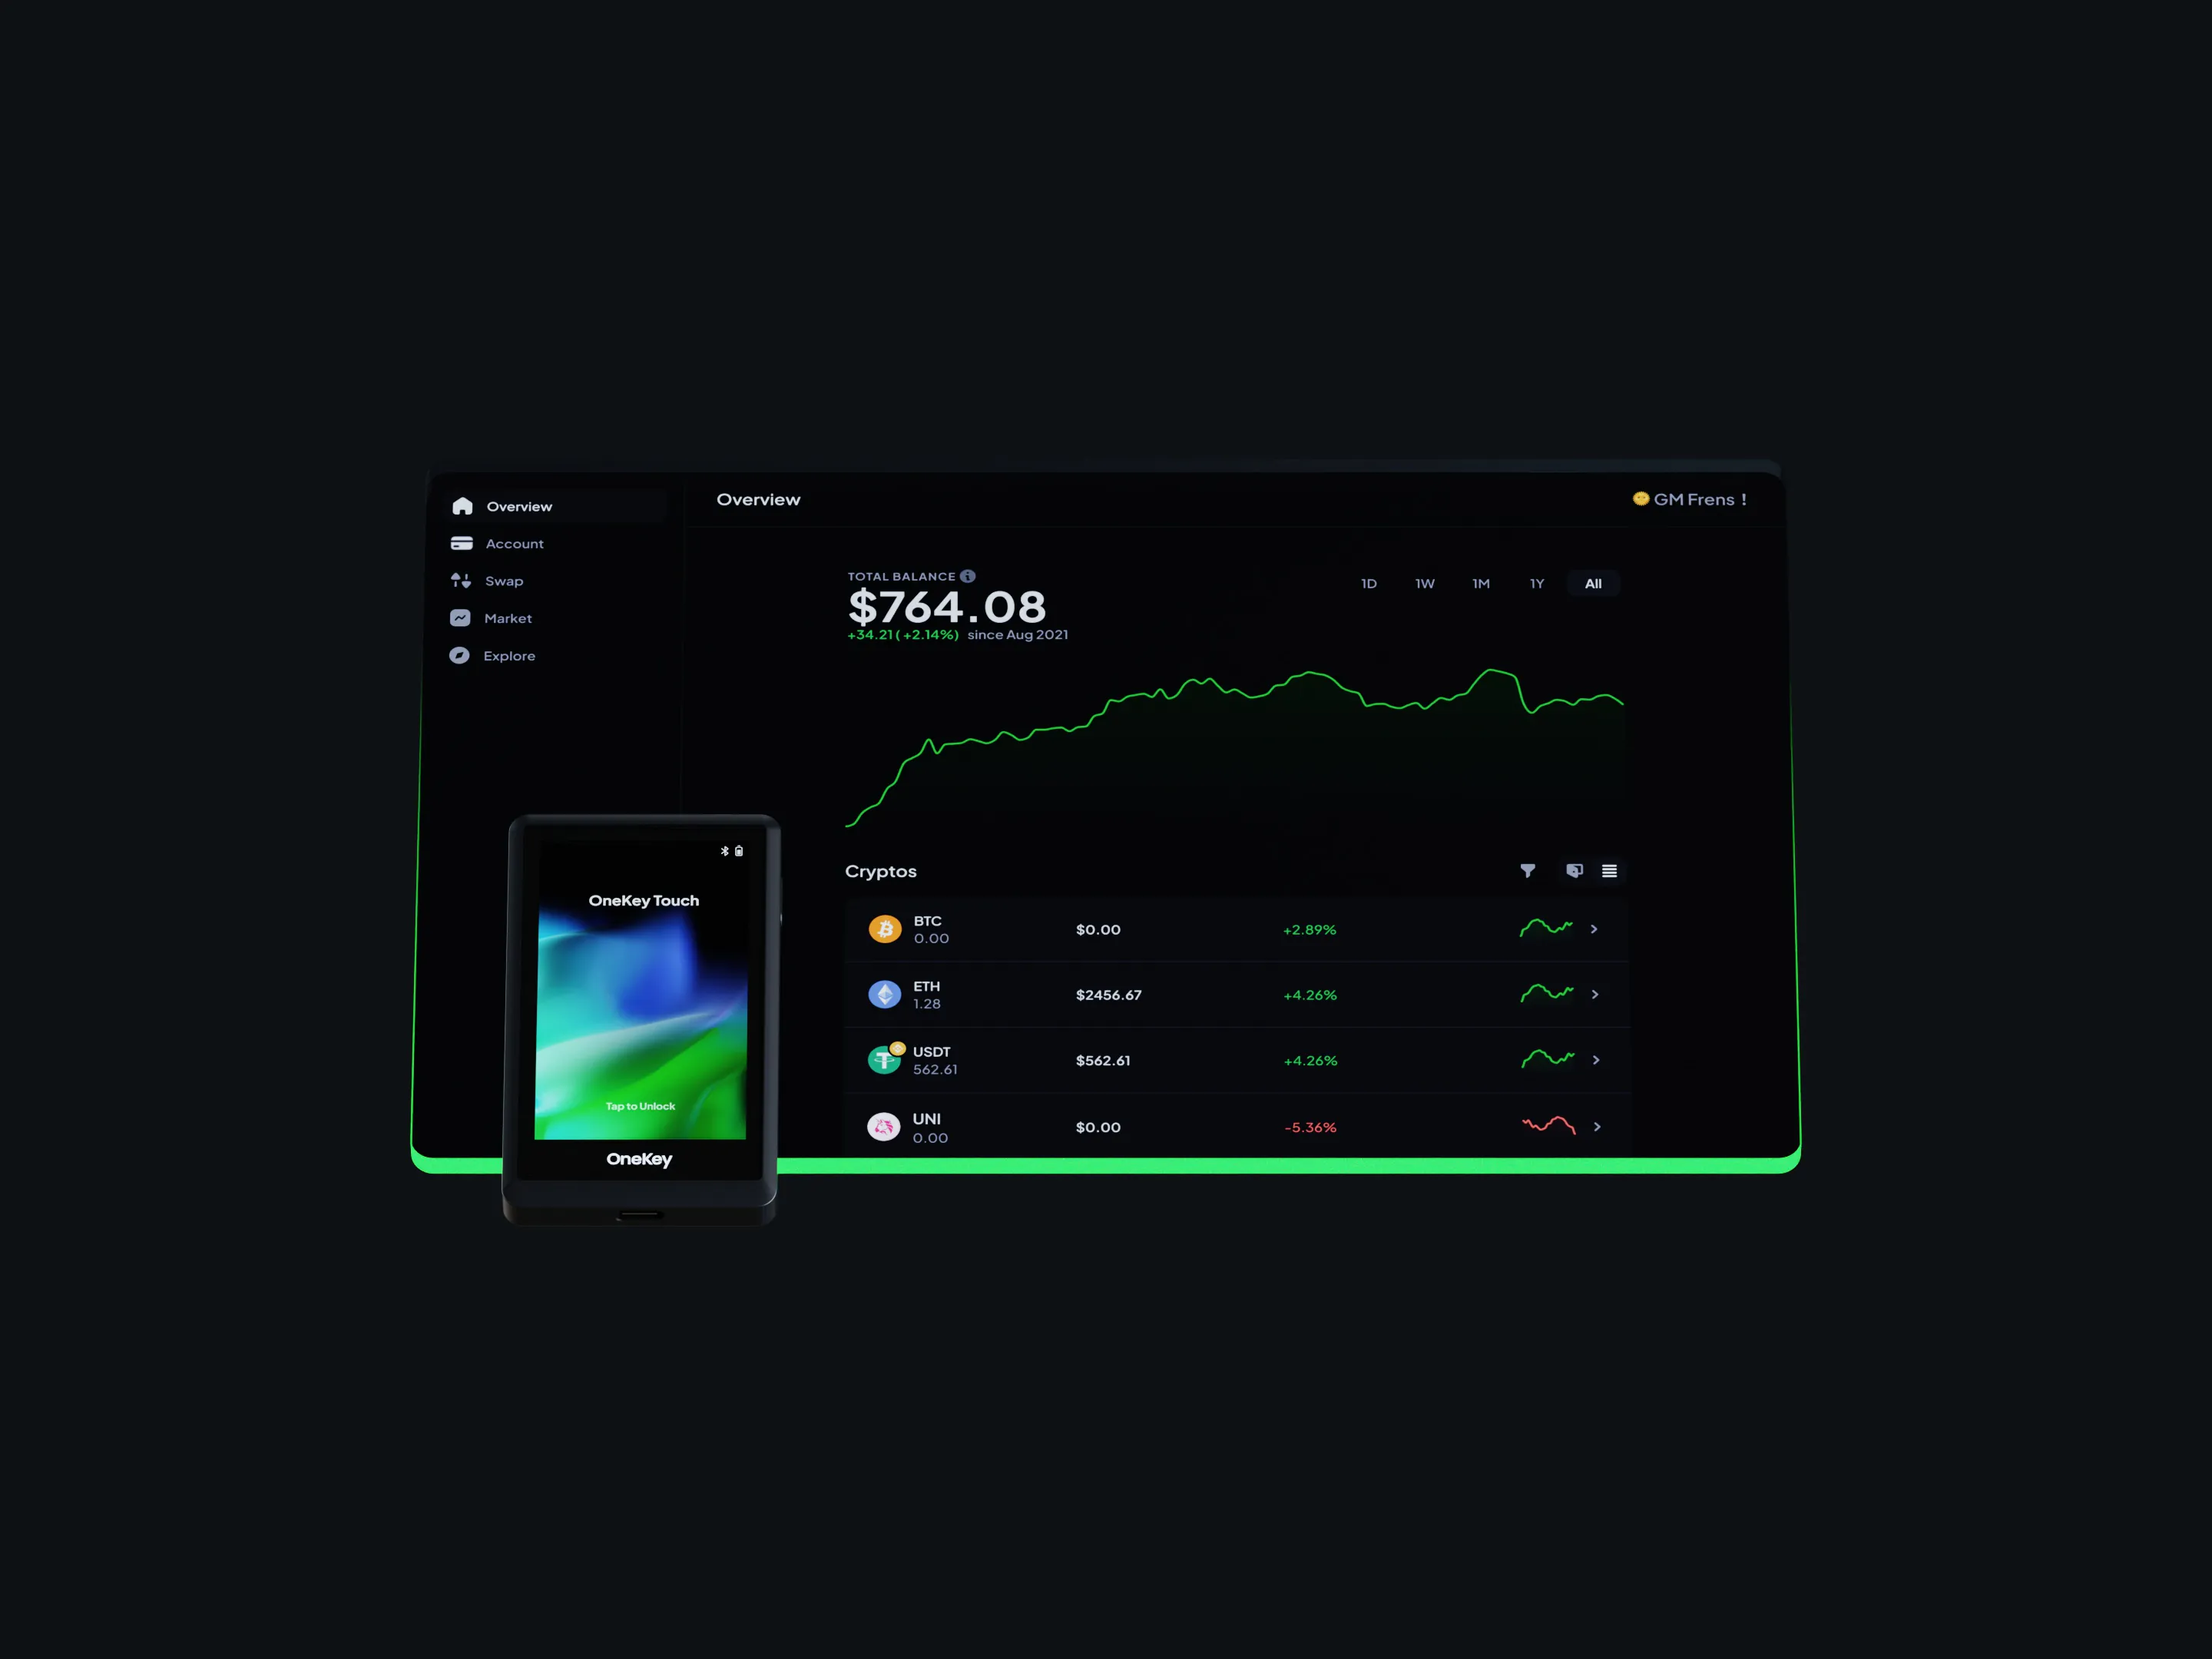 Overview
Account
Swap
Market
Explore
Overview
GM Frens !
TOTAL BALANCE
$764.08
+34.21 ( +2.14%) since Aug 2021
1D 1W 1M 1Y All
Cryptos
BTC
0.00
$0.00
+2.89%
ETH
1.28
$2456.67
+4.26%
USDT
562.61
$562.61
+4.26%
UNI
0.00
$0.00
-5.36%
OneKey Touch
Tap to Unlock
OneKey